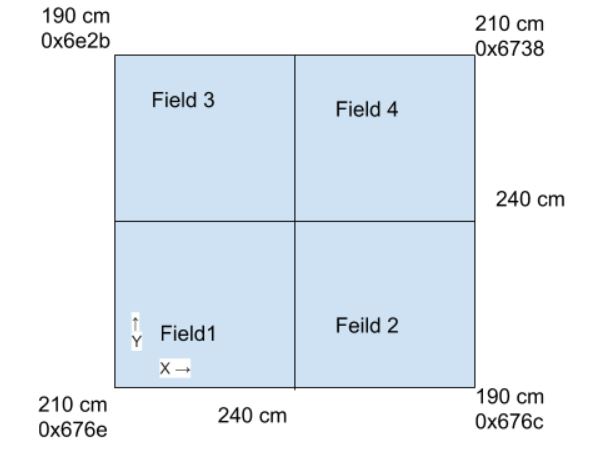 190 cm
0x6e2b
210 cm
0x6738
Field 3
Field 4
240 cm
↑
Y
Field1
X →
Feild 2
210 cm
0x676e
240 cm
190 cm
0x676c